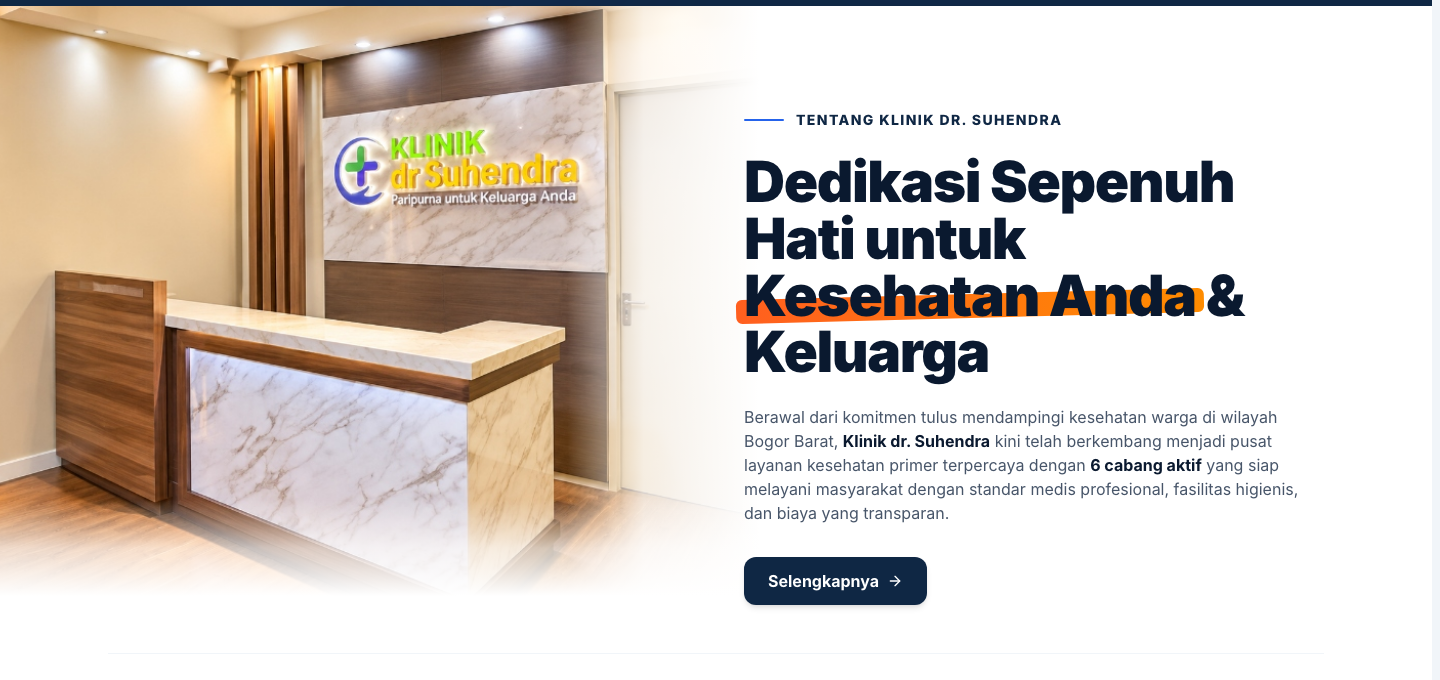 KLINIK
dr Suhendra
Paripurna untuk Keluarga Anda
TENTANG KLINIK DR. SUHENDRA
Dedikasi Sepenuh
Hati untuk
Kesehatan Anda &
Keluarga
Berawal dari komitmen tulus mendampingi kesehatan warga di wilayah
Bogor Barat, Klinik dr. Suhendra kini telah berkembang menjadi pusat
layanan kesehatan primer terpercaya dengan 6 cabang aktif yang siap
melayani masyarakat dengan standar medis profesional, fasilitas higienis,
dan biaya yang transparan.
Selengkapnya →